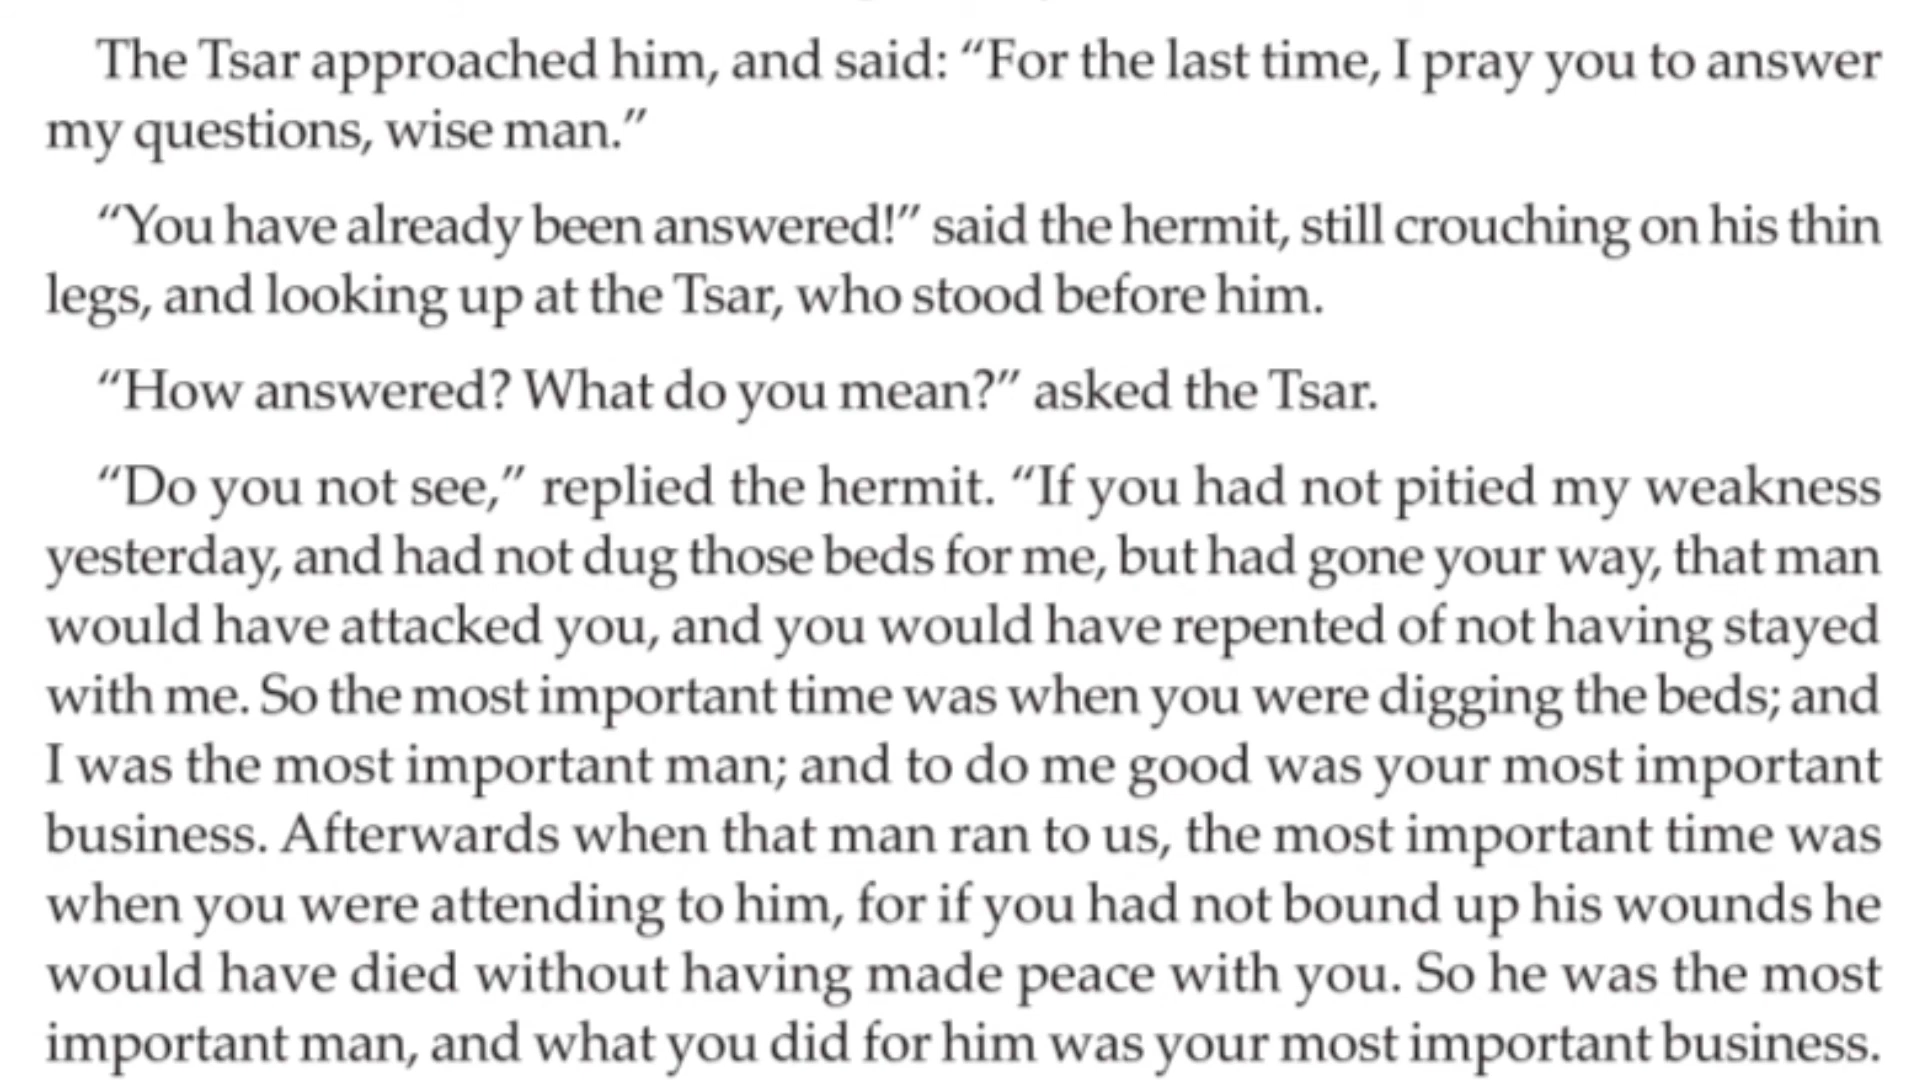 The Tsar approached him, and said: “For the last time, I pray you to answer
my questions, wise man.”
“You have already been answered!” said the hermit, still crouching on his thin
legs, and looking up at the Tsar, who stood before him.
“How answered? What do you mean?” asked the Tsar.
“Do you not see,” replied the hermit. “If you had not pitied my weakness
yesterday, and had not dug those beds for me, but had gone your way, that man
would have attacked you, and you would have repented of not having stayed
with me. So the most important time was when you were digging the beds; and
I was the most important man; and to do me good was your most important
business. Afterwards when that man ran to us, the most important time was
when you were attending to him, for if you had not bound up his wounds he
would have died without having made peace with you. So he was the most
important man, and what you did for him was your most important business.